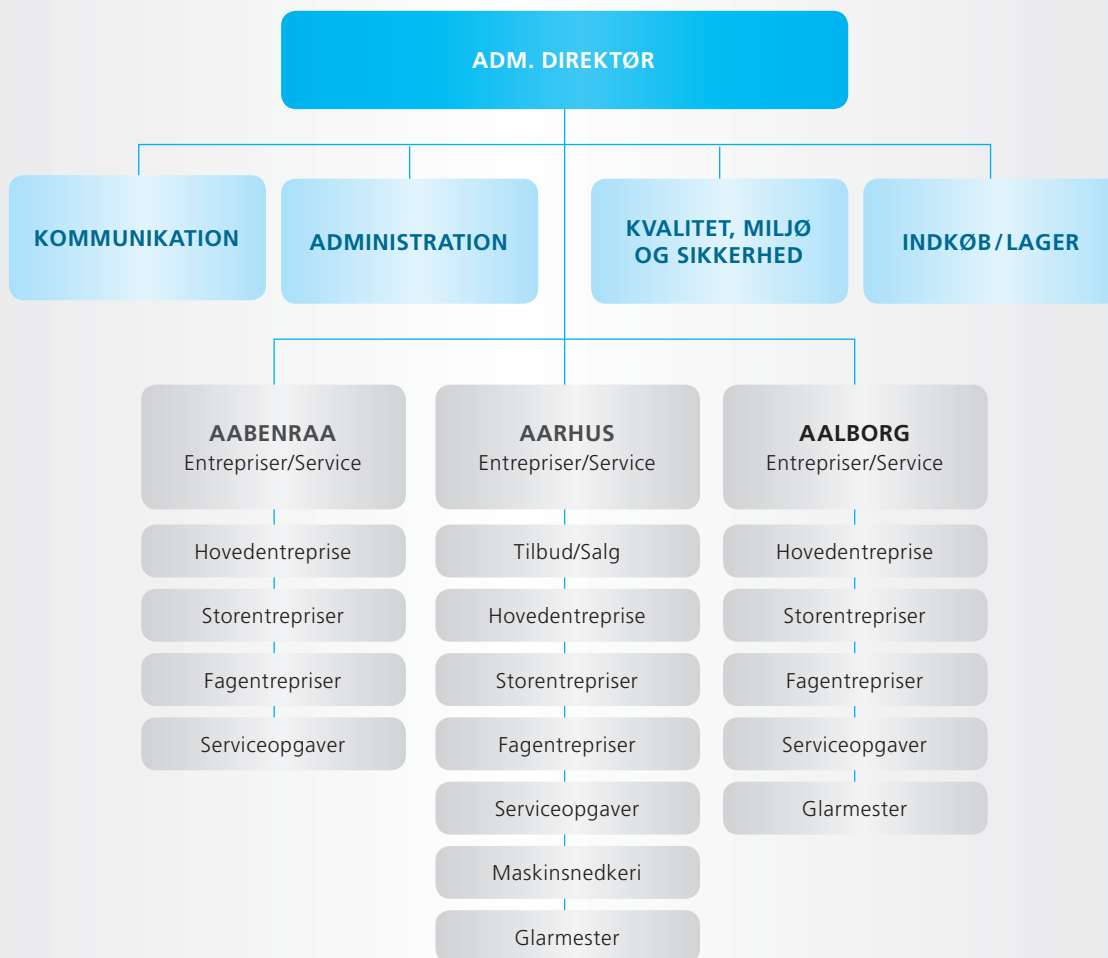 ADM. DIREKTØR
KOMMUNIKATION
ADMINISTRATION
KVALITET, MILJØ
OG SIKKERHED
INDKØB/LAGER
AABENRAA
Entrepriser/Service
Hovedentreprise
Storentrepriser
Fagentrepriser
Serviceopgaver
AARHUS
Entrepriser/Service
Tilbud/Salg
Hovedentreprise
Storentrepriser
Fagentrepriser
Serviceopgaver
Maskinsnedkeri
Glarmester
AALBORG
Entrepriser/Service
Hovedentreprise
Storentrepriser
Fagentrepriser
Serviceopgaver
Glarmester